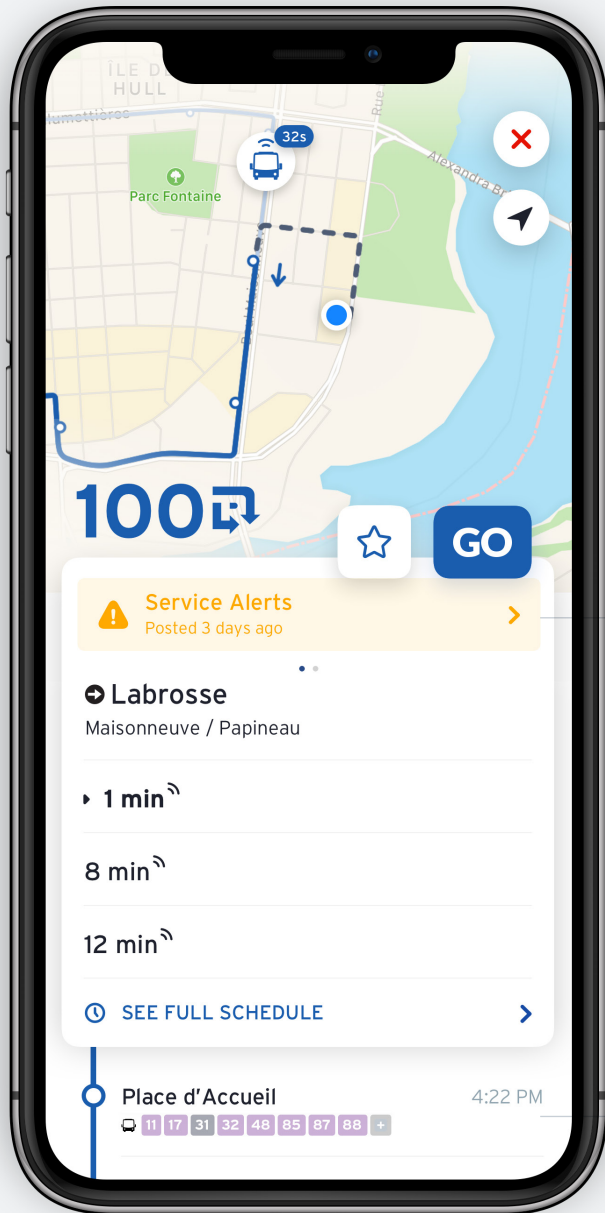 ÎLE D
HULL
32s
Rue
Parc Fontaine
Alexandra B
100
GO
Service Alerts
Posted 3 days ago
Labrosse
Maisonneuve / Papineau
1 min
8 min
12 min
SEE FULL SCHEDULE
Place d’Accueil 4:22 PM
11 17 31 32 48 85 87 88 +